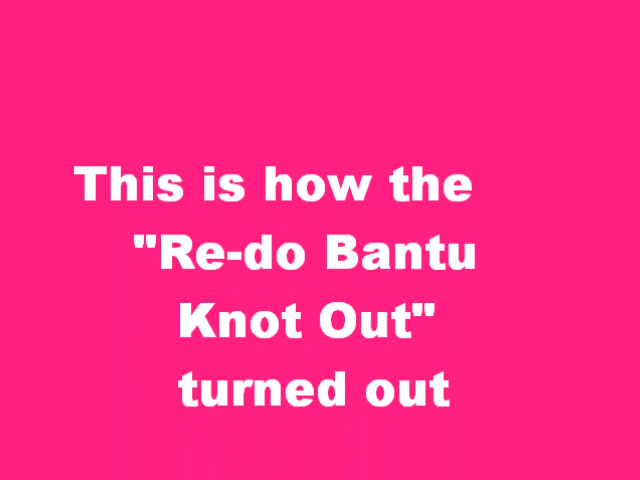 This is how the
"Re-do Bantu
Knot Out"
turned out